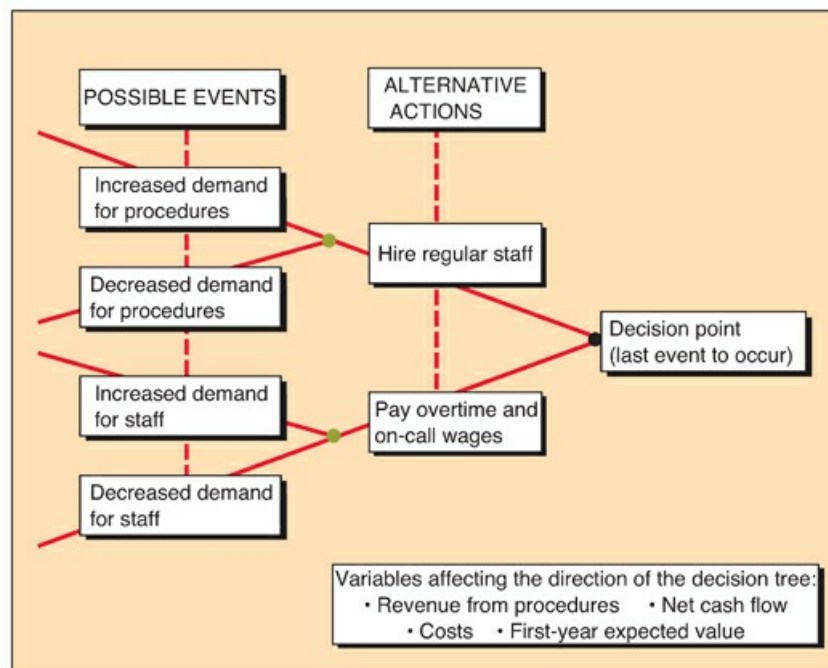 POSSIBLE EVENTS
ALTERNATIVE
ACTIONS
Increased demand
for procedures
Decreased demand
for procedures
Increased demand
for staff
Decreased demand
for staff
Hire regular staff
Pay overtime and
on-call wages
Decision point
(last event to occur)
Variables affecting the direction of the decision tree:
• Revenue from procedures • Net cash flow
• Costs • First-year expected value